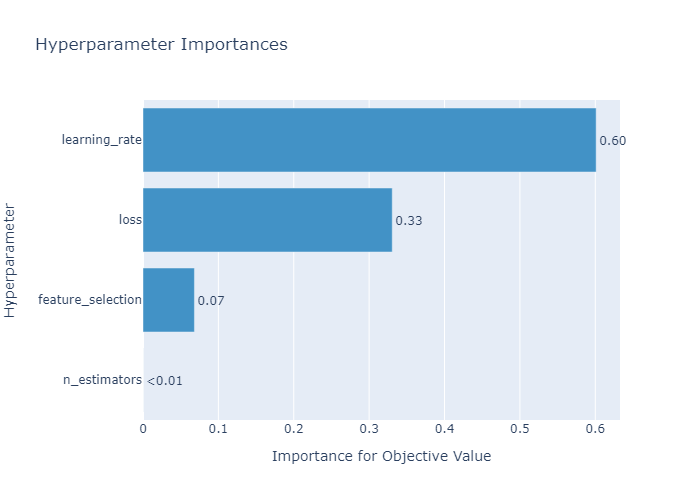 Hyperparameter Importances
Hyperparameter
learning_rate
0.60
loss
0.33
feature_selection
0.07
n_estimators
<0.01
0 0.1 0.2 0.3 0.4 0.5 0.6
Importance for Objective Value